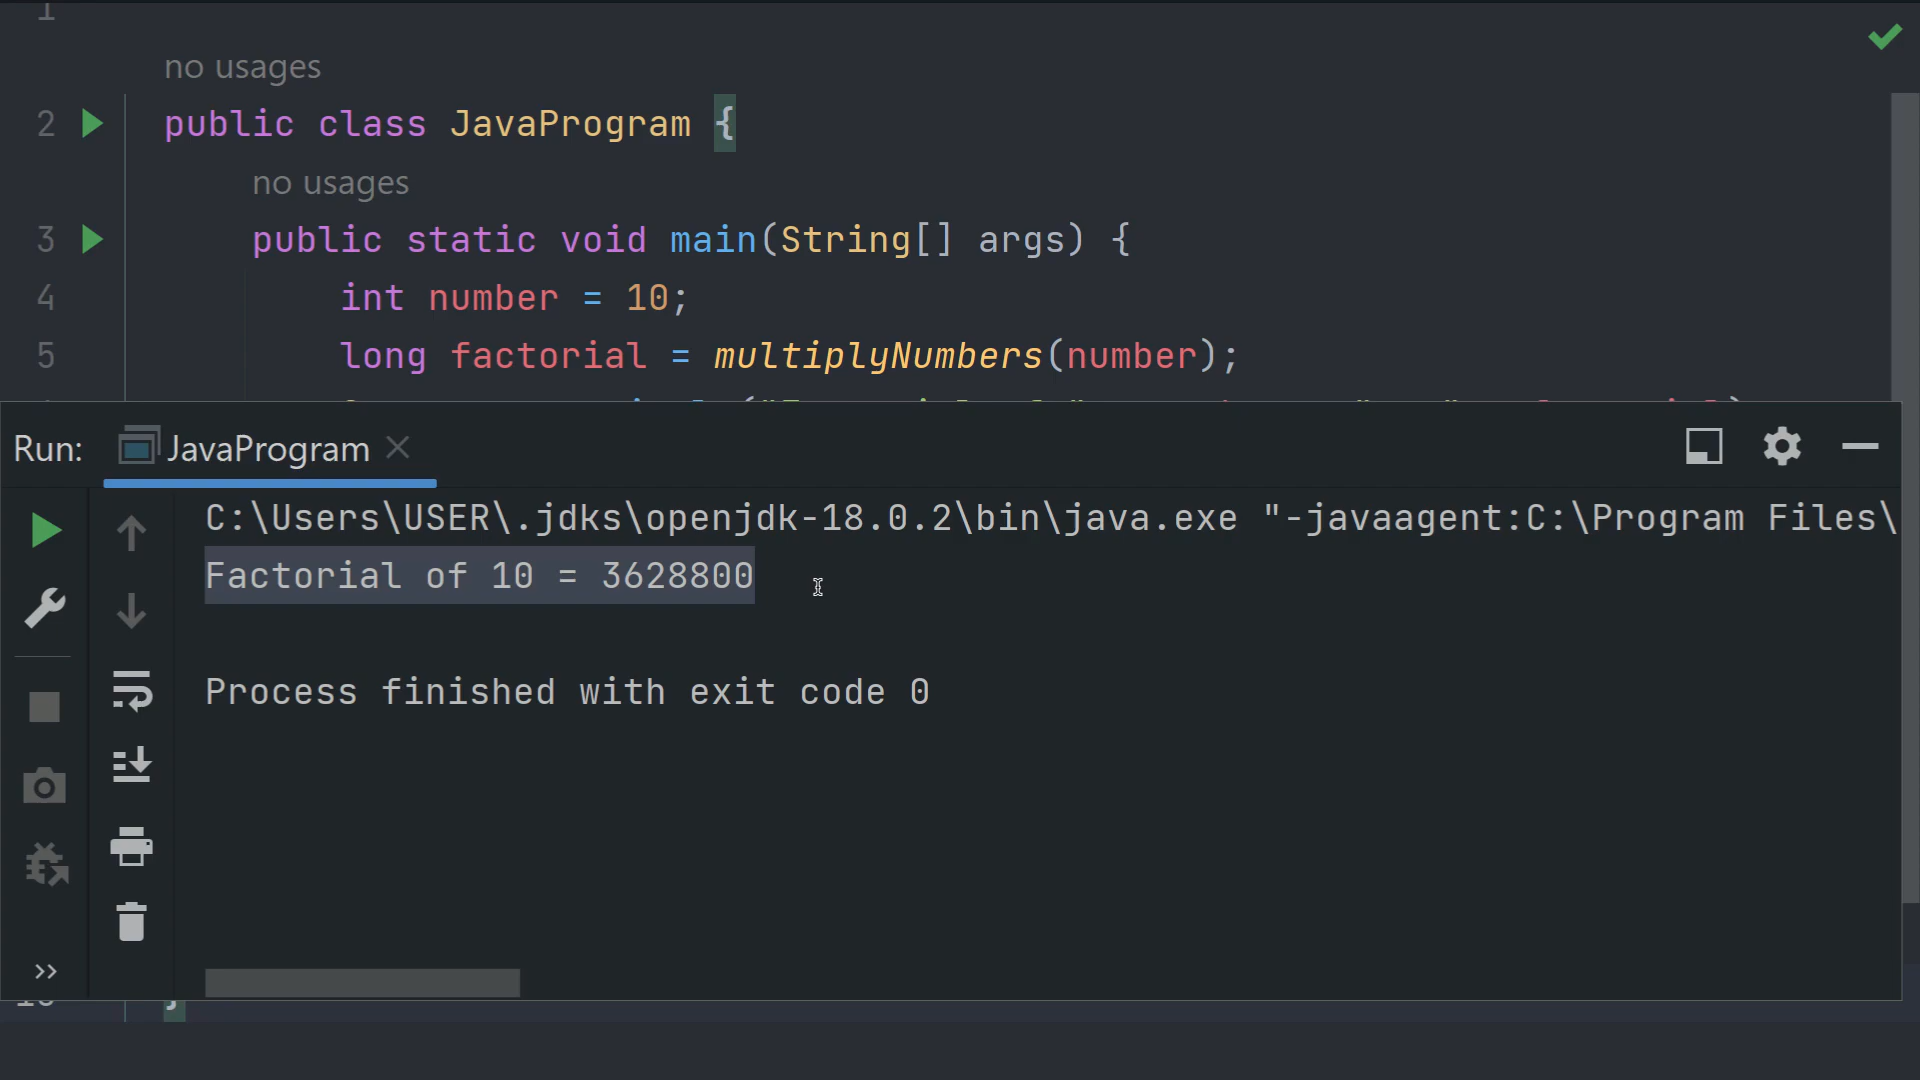 1
no usages
2 public class JavaProgram {
no usages
3 public static void main(String[] args) {
4 int number = 10;
5 long factorial = multiplyNumbers(number);
Run: JavaProgram
C:\Users\USER\.jdks\openjdk-18.0.2\bin\java.exe "-javaagent:C:\Program Files\
Factorial of 10 = 3628800
Process finished with exit code 0